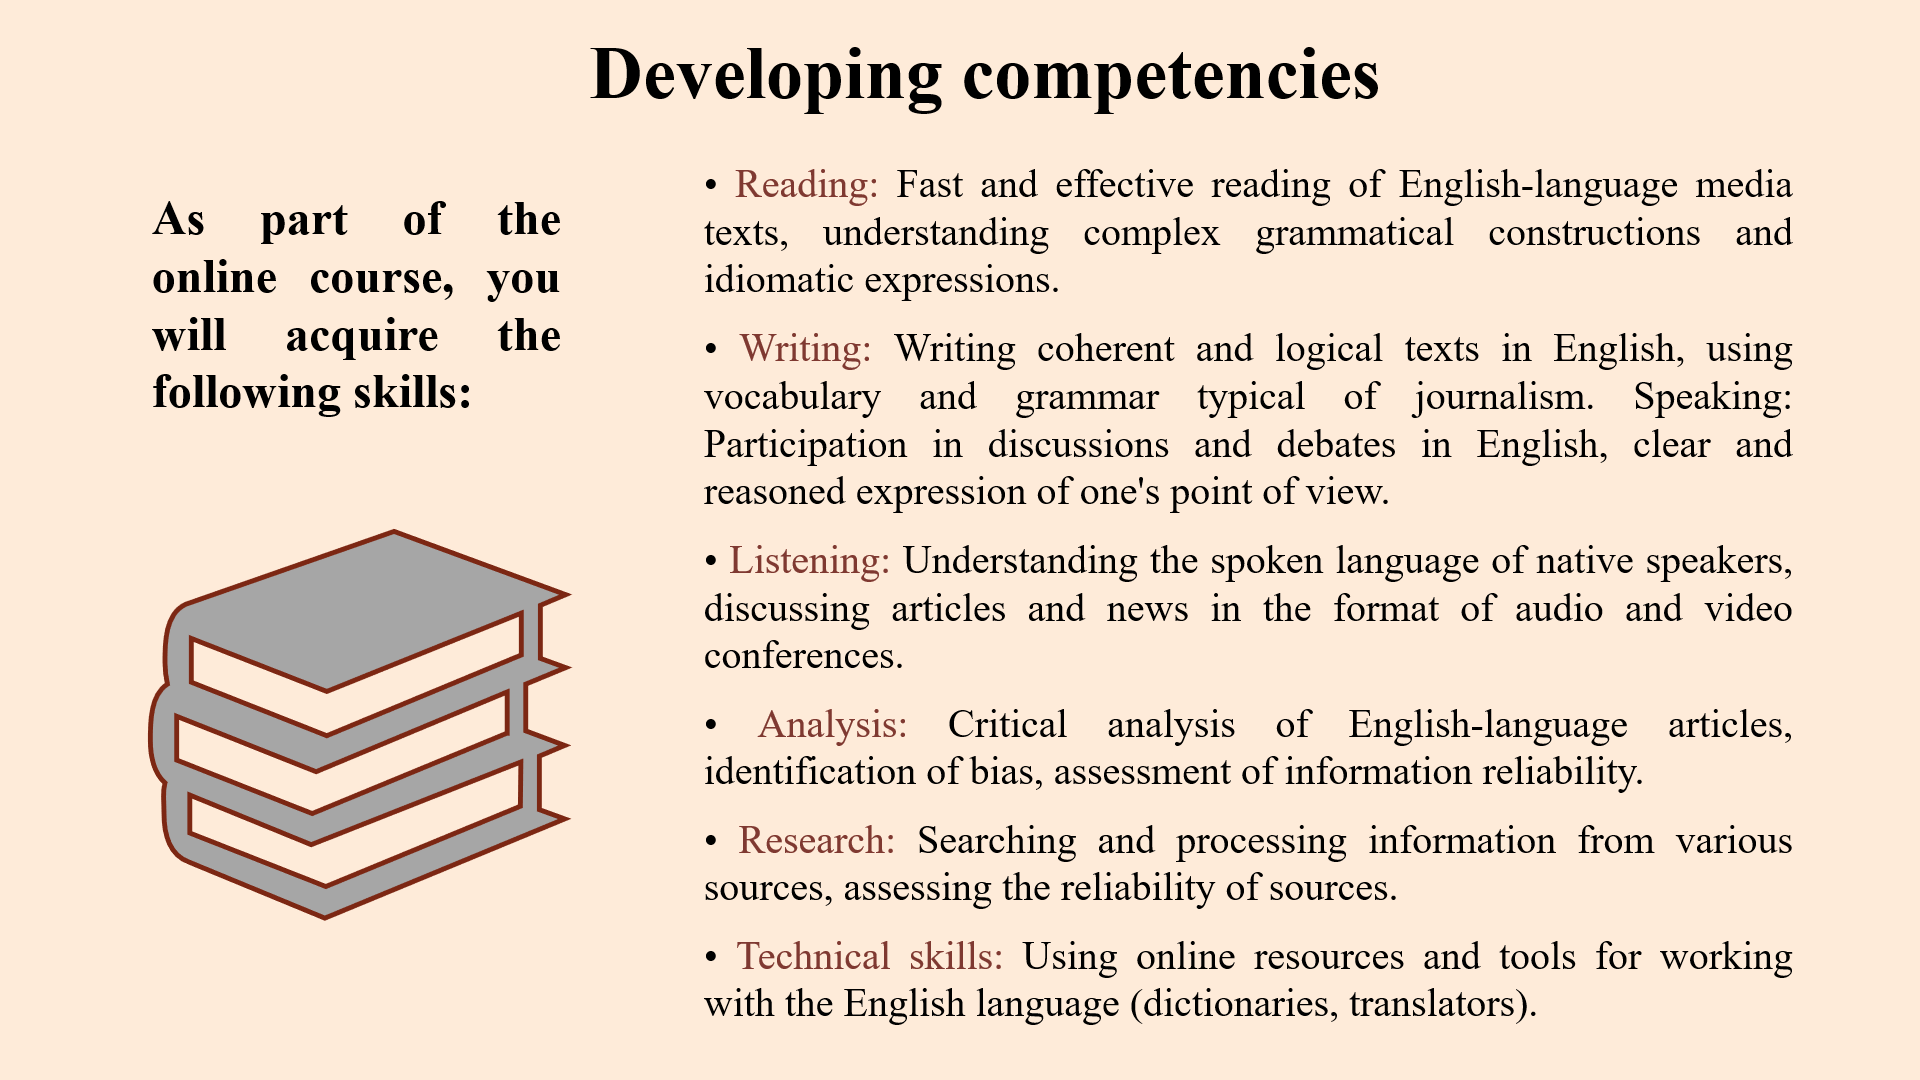 Developing competencies
As part of the
online course, you
will acquire the
following skills:
• Reading: Fast and effective reading of English-language media
texts, understanding complex grammatical constructions and
idiomatic expressions.
• Writing: Writing coherent and logical texts in English, using
vocabulary and grammar typical of journalism. Speaking:
Participation in discussions and debates in English, clear and
reasoned expression of one's point of view.
• Listening: Understanding the spoken language of native speakers,
discussing articles and news in the format of audio and video
conferences.
• Analysis: Critical analysis of English-language articles,
identification of bias, assessment of information reliability.
• Research: Searching and processing information from various
sources, assessing the reliability of sources.
• Technical skills: Using online resources and tools for working
with the English language (dictionaries, translators).